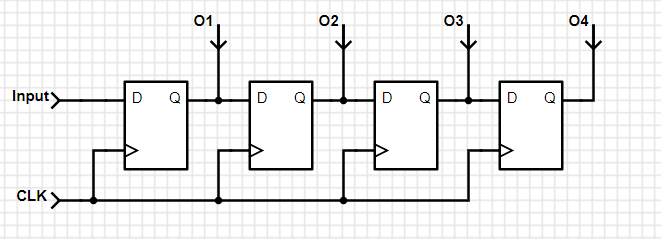 O1 O2 O3 O4
Input D Q D Q D Q D Q
CLK